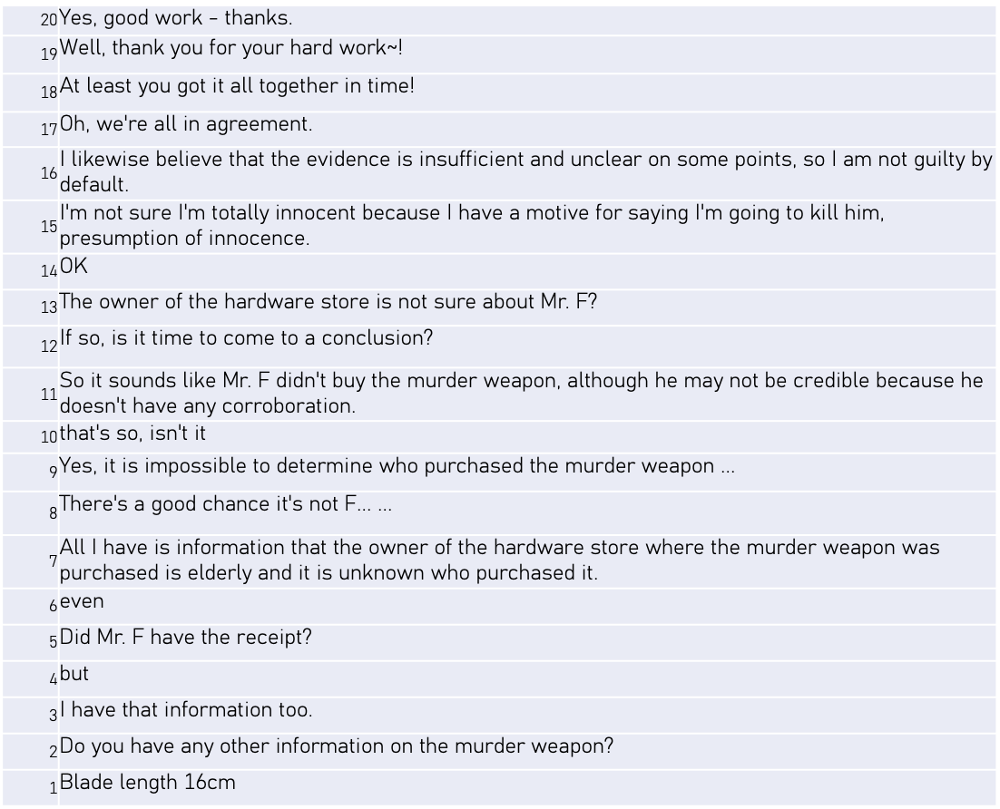 20 Yes, good work – thanks.
19 Well, thank you for your hard work~!
18 At least you got it all together in time!
17 Oh, we're all in agreement.
16 I likewise believe that the evidence is insufficient and unclear on some points, so I am not guilty by
default.
15 I'm not sure I'm totally innocent because I have a motive for saying I'm going to kill him,
presumption of innocence.
14 OK
13 The owner of the hardware store is not sure about Mr. F?
12 If so, is it time to come to a conclusion?
11 So it sounds like Mr. F didn't buy the murder weapon, although he may not be credible because he
doesn't have any corroboration.
10 that's so, isn't it
9 Yes, it is impossible to determine who purchased the murder weapon ...
8 There's a good chance it's not F... ...
7 All I have is information that the owner of the hardware store where the murder weapon was
purchased is elderly and it is unknown who purchased it.
6 even
5 Did Mr. F have the receipt?
4 but
3 I have that information too.
2 Do you have any other information on the murder weapon?
1 Blade length 16cm